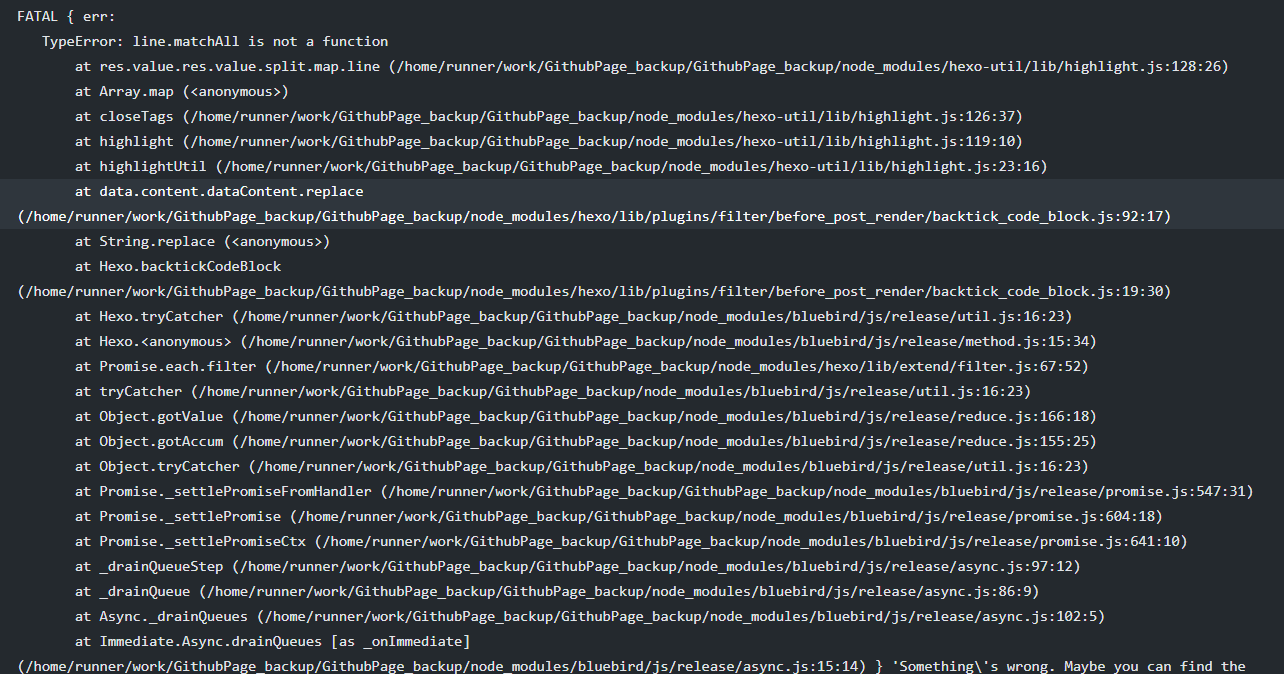 FATAL { err:
TypeError: line.matchAll is not a function
at res.value.res.value.split.map.line (/home/runner/work/GithubPage_backup/GithubPage_backup/node_modules/hexo-util/lib/highlight.js:128:26)
at Array.map (<anonymous>)
at closeTags (/home/runner/work/GithubPage_backup/GithubPage_backup/node_modules/hexo-util/lib/highlight.js:126:37)
at highlight (/home/runner/work/GithubPage_backup/GithubPage_backup/node_modules/hexo-util/lib/highlight.js:119:10)
at highlightUtil (/home/runner/work/GithubPage_backup/GithubPage_backup/node_modules/hexo-util/lib/highlight.js:23:16)
at data.content.dataContent.replace
(/home/runner/work/GithubPage_backup/GithubPage_backup/node_modules/hexo/lib/plugins/filter/before_post_render/backtick_code_block.js:92:17)
at String.replace (<anonymous>)
at Hexo.backtickCodeBlock
(/home/runner/work/GithubPage_backup/GithubPage_backup/node_modules/hexo/lib/plugins/filter/before_post_render/backtick_code_block.js:19:30)
at Hexo.tryCatcher (/home/runner/work/GithubPage_backup/GithubPage_backup/node_modules/bluebird/js/release/util.js:16:23)
at Hexo.<anonymous> (/home/runner/work/GithubPage_backup/GithubPage_backup/node_modules/bluebird/js/release/method.js:15:34)
at Promise.each.filter (/home/runner/work/GithubPage_backup/GithubPage_backup/node_modules/hexo/lib/extend/filter.js:67:52)
at tryCatcher (/home/runner/work/GithubPage_backup/GithubPage_backup/node_modules/bluebird/js/release/util.js:16:23)
at Object.gotValue (/home/runner/work/GithubPage_backup/GithubPage_backup/node_modules/bluebird/js/release/reduce.js:166:18)
at Object.gotAccum (/home/runner/work/GithubPage_backup/GithubPage_backup/node_modules/bluebird/js/release/reduce.js:155:25)
at Object.tryCatcher (/home/runner/work/GithubPage_backup/GithubPage_backup/node_modules/bluebird/js/release/util.js:16:23)
at Promise._settlePromiseFromHandler (/home/runner/work/GithubPage_backup/GithubPage_backup/node_modules/bluebird/js/release/promise.js:547:31)
at Promise._settlePromise (/home/runner/work/GithubPage_backup/GithubPage_backup/node_modules/bluebird/js/release/promise.js:604:18)
at Promise._settlePromiseCtx (/home/runner/work/GithubPage_backup/GithubPage_backup/node_modules/bluebird/js/release/promise.js:641:10)
at _drainQueueStep (/home/runner/work/GithubPage_backup/GithubPage_backup/node_modules/bluebird/js/release/async.js:97:12)
at _drainQueue (/home/runner/work/GithubPage_backup/GithubPage_backup/node_modules/bluebird/js/release/async.js:86:9)
at Async._drainQueues (/home/runner/work/GithubPage_backup/GithubPage_backup/node_modules/bluebird/js/release/async.js:102:5)
at Immediate.Async.drainQueues [as _onImmediate]
(/home/runner/work/GithubPage_backup/GithubPage_backup/node_modules/bluebird/js/release/async.js:15:14) } 'Something\'s wrong. Maybe you can find the